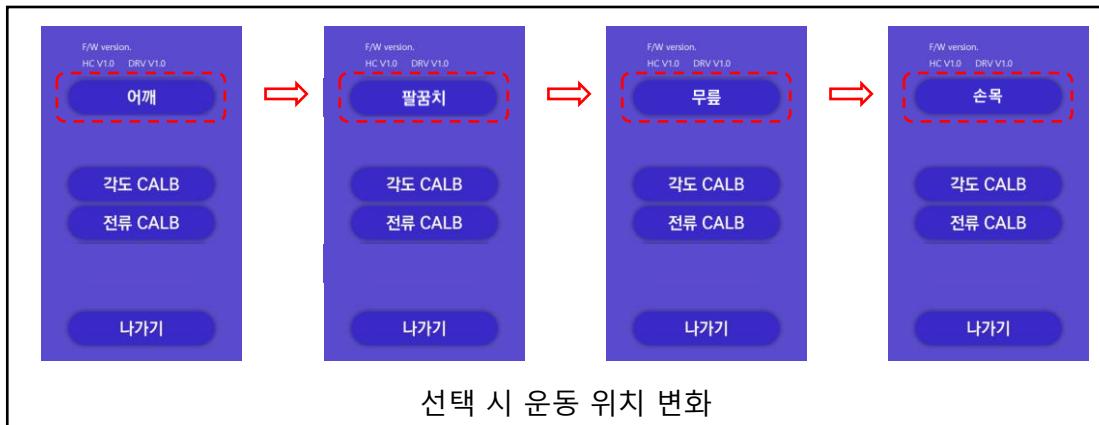 F/W version.
HC V1.0 DRV V1.0
어깨
각도 CALB
전류 CALB
나가기
F/W version.
HC V1.0 DRV V1.0
팔꿈치
각도 CALB
전류 CALB
나가기
F/W version.
HC V1.0 DRV V1.0
무릎
각도 CALB
전류 CALB
나가기
F/W version.
HC V1.0 DRV V1.0
손목
각도 CALB
전류 CALB
나가기
선택 시 운동 위치 변화